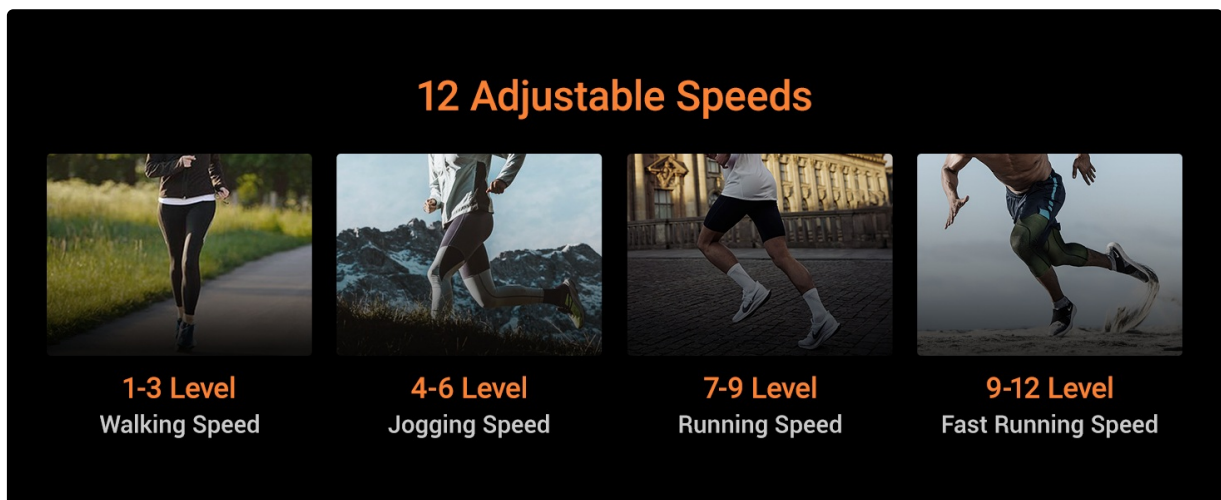 12 Adjustable Speeds
1-3 Level
Walking Speed
4-6 Level
Jogging Speed
7-9 Level
Running Speed
9-12 Level
Fast Running Speed